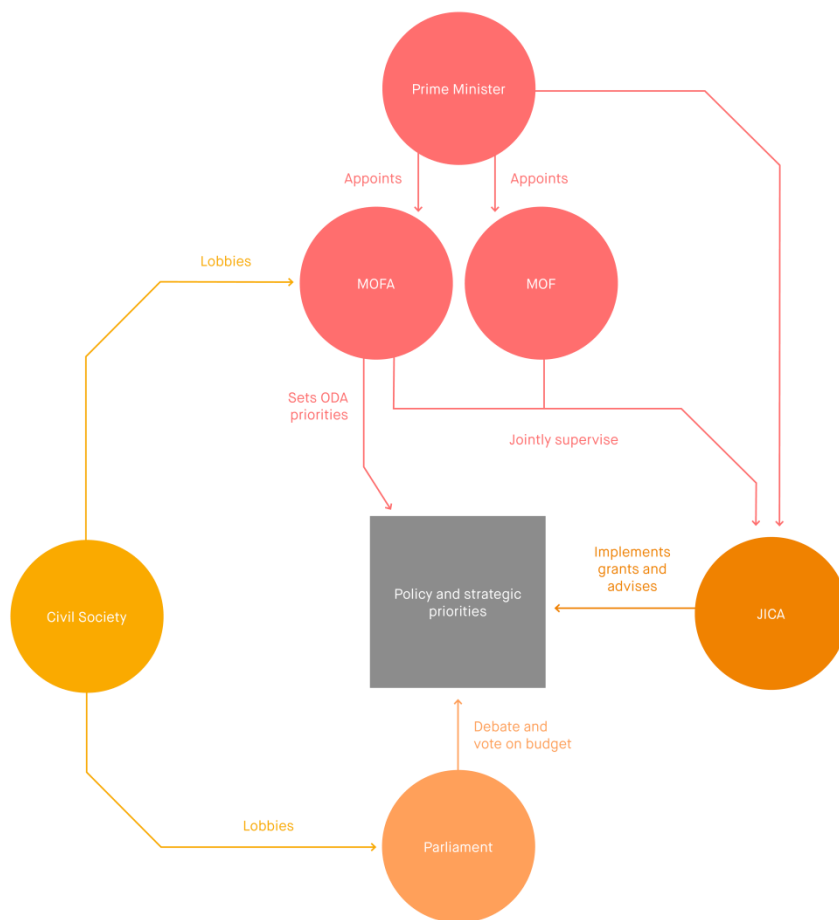 Prime Minister
Appoints
Appoints
Lobbies
MOFA
MOF
Sets ODA
priorities
Jointly supervise
Implements
grants and
advises
Policy and strategic
priorities
Civil Society
JICA
Debate and
vote on budget
Lobbies
Parliament